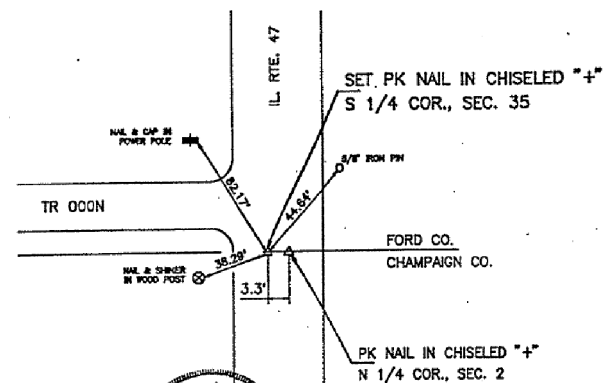 IL. RTE. 47
SET PK NAIL IN CHISELED "+"
S 1/4 COR., SEC. 35
NAIL & CAP IN
POWER POLE
5/8" IRON PIN
82.17'
44.64'
TR 000N
FORD CO.
CHAMPAIGN CO.
38.29'
NAIL & SHINER
IN WOOD POST
3.3'
PK NAIL IN CHISELED "+"
N 1/4 COR., SEC. 2